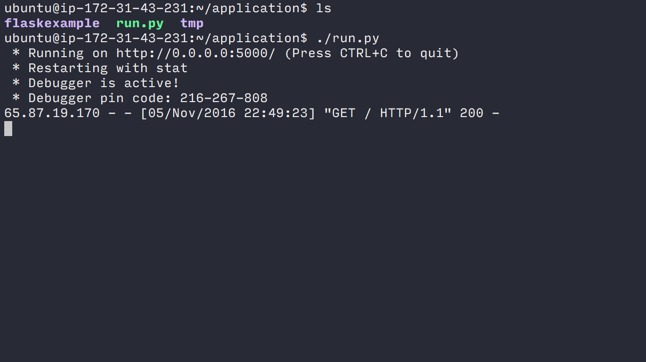 ubuntu@ip-172-31-43-231:~/application$ ls
flaskexample  run.py  tmp
ubuntu@ip-172-31-43-231:~/application$ ./run.py
 * Running on http://0.0.0.0:5000/ (Press CTRL+C to quit)
 * Restarting with stat
 * Debugger is active!
 * Debugger pin code: 216-267-808
65.87.19.170 - - [05/Nov/2016 22:49:23] "GET / HTTP/1.1" 200 -